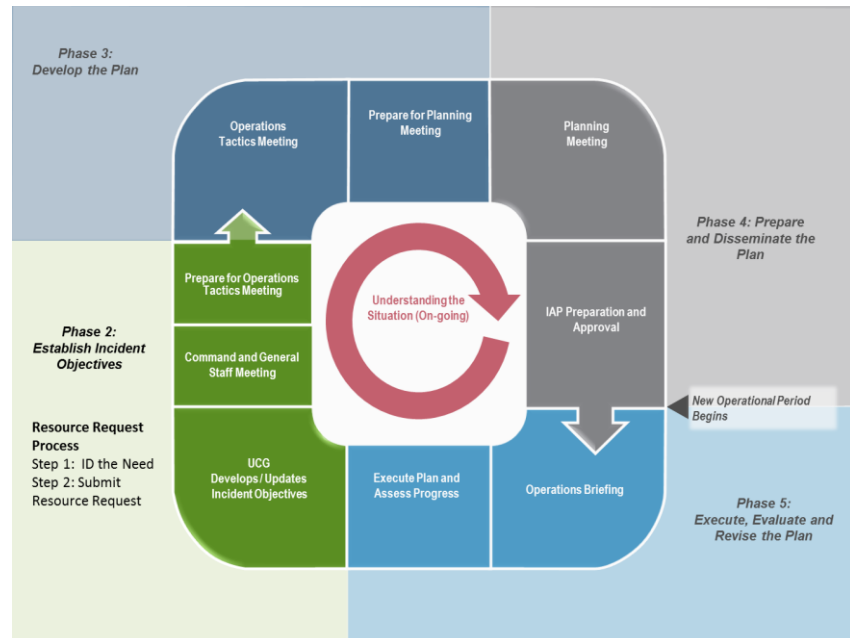 Phase 3:
Develop the Plan
Operations
Tactics Meeting
Prepare for Planning
Meeting
Planning
Meeting
Phase 4: Prepare
and Disseminate the
Plan
Prepare for Operations
Tactics Meeting
Understanding the
Situation (On-going)
IAP Preparation and
Approval
Phase 2:
Establish Incident
Objectives
Command and General
Staff Meeting
New Operational Period
Begins
Resource Request
Process
Step 1:  ID the Need
Step 2: Submit
Resource Request
UCG
Develops / Updates
Incident Objectives
Execute Plan and
Assess Progress
Operations Briefing
Phase 5:
Execute, Evaluate and
Revise the Plan